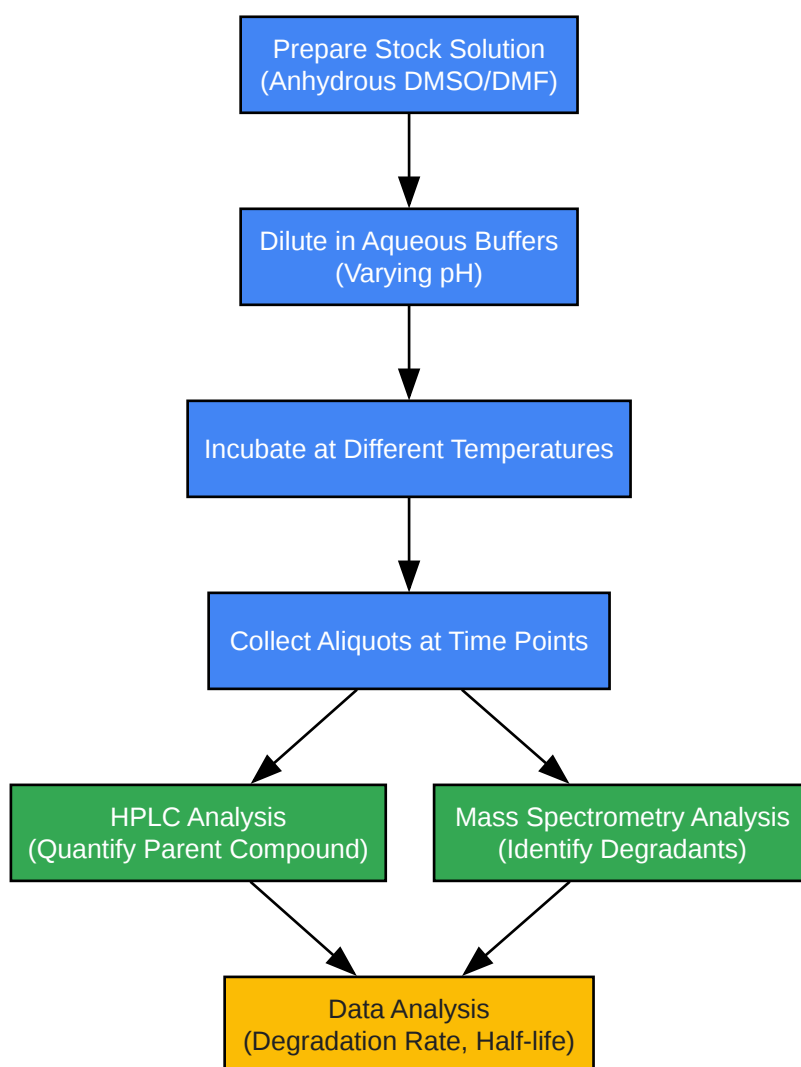 Prepare Stock Solution
(Anhydrous DMSO/DMF)
Dilute in Aqueous Buffers
(Varying pH)
Incubate at Different Temperatures
Collect Aliquots at Time Points
HPLC Analysis
(Quantify Parent Compound)
Mass Spectrometry Analysis
(Identify Degradants)
Data Analysis
(Degradation Rate, Half-life)